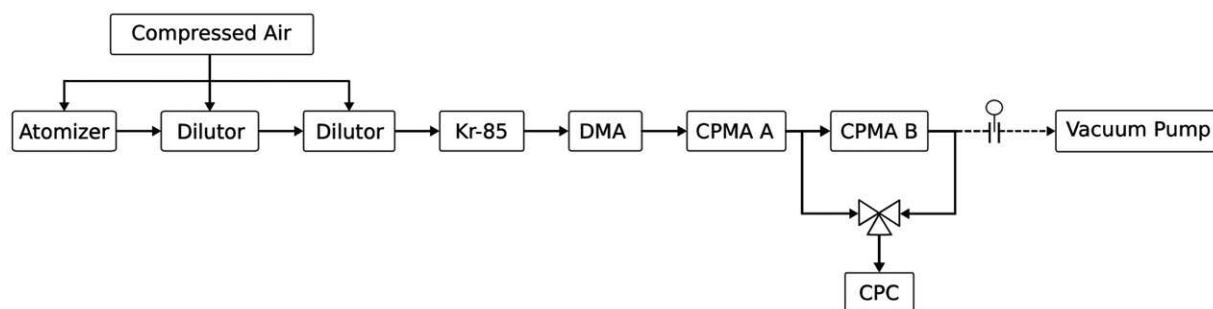 Compressed Air
Atomizer
Dilutor
Dilutor
Kr-85
DMA
CPMA A
CPMA B
Vacuum Pump
CPC